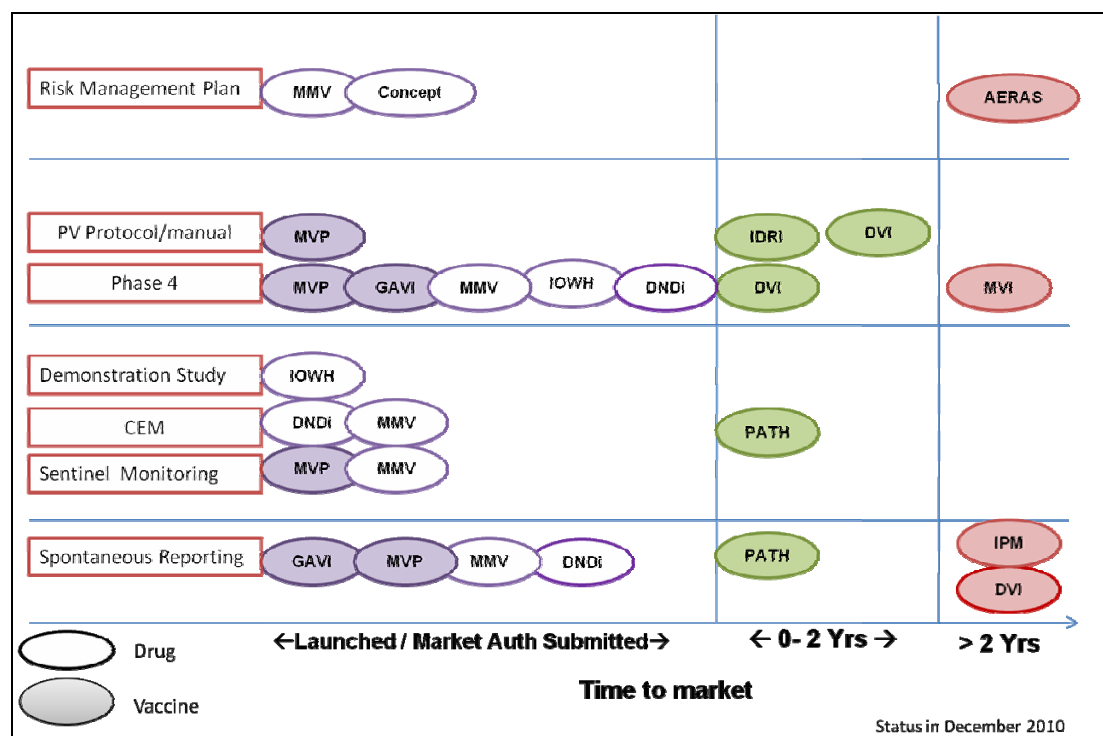 Risk Management Plan
MMV
Concept
AERAS
PV Protocol/manual
MVP
IDRI
DVI
Phase 4
MVP
GAVI
MMV
IOWH
DNDi
DVI
MVI
Demonstration Study
IOWH
CEM
DNDi
MMV
PATH
Sentinel Monitoring
MVP
MMV
Spontaneous Reporting
GAVI
MVP
MMV
DNDi
PATH
IPM
DVI
←Launched / Market Auth Submitted→
← 0- 2 Yrs →
> 2 Yrs
Drug
Vaccine
Time to market
Status in December 2010